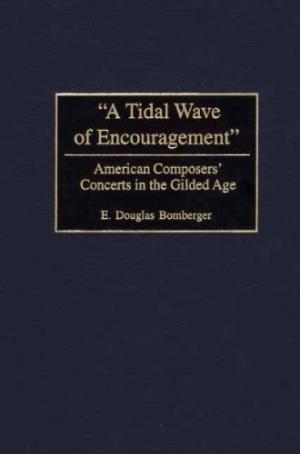 "A Tidal Wave
of Encouragement"
American Composers'
Concerts in the Gilded Age
E. Douglas Bomberger